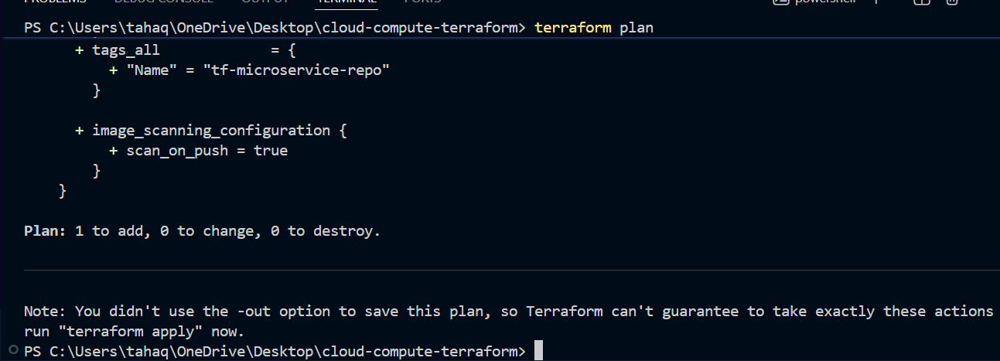 PROBLEMS DEBUG CONSOLE OUTPUT TERMINAL PORTS powershell
PS C:\Users\tahaq\OneDrive\Desktop\cloud-compute-terraform> terraform plan
+ tags_all = {
+ "Name" = "tf-microservice-repo"
}
+ image_scanning_configuration {
+ scan_on_push = true
}
}
Plan: 1 to add, 0 to change, 0 to destroy.
Note: You didn't use the -out option to save this plan, so Terraform can't guarantee to take exactly these actions
run "terraform apply" now.
PS C:\Users\tahaq\OneDrive\Desktop\cloud-compute-terraform>